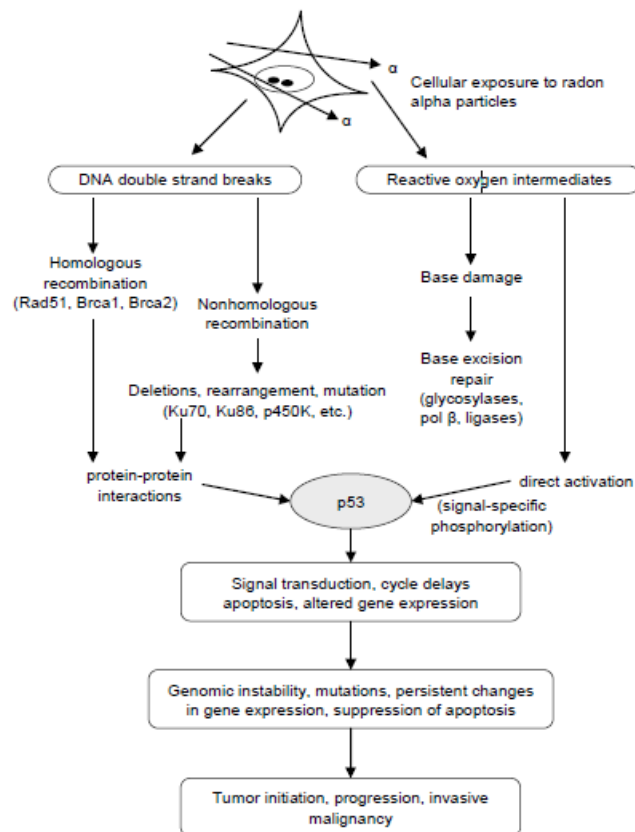 α
Cellular exposure to radon
alpha particles
α
DNA double strand breaks
Reactive oxygen intermediates
Homologous
recombination
(Rad51, Brca1, Brca2)
Nonhomologous
recombination
Base damage
Deletions, rearrangement, mutation
(Ku70, Ku86, p450K, etc.)
Base excision
repair
(glycosylases,
pol β, ligases)
protein-protein
interactions
p53
direct activation
(signal-specific
phosphorylation)
Signal transduction, cycle delays
apoptosis, altered gene expression
Genomic instability, mutations, persistent changes
in gene expression, suppression of apoptosis
Tumor initiation, progression, invasive
malignancy